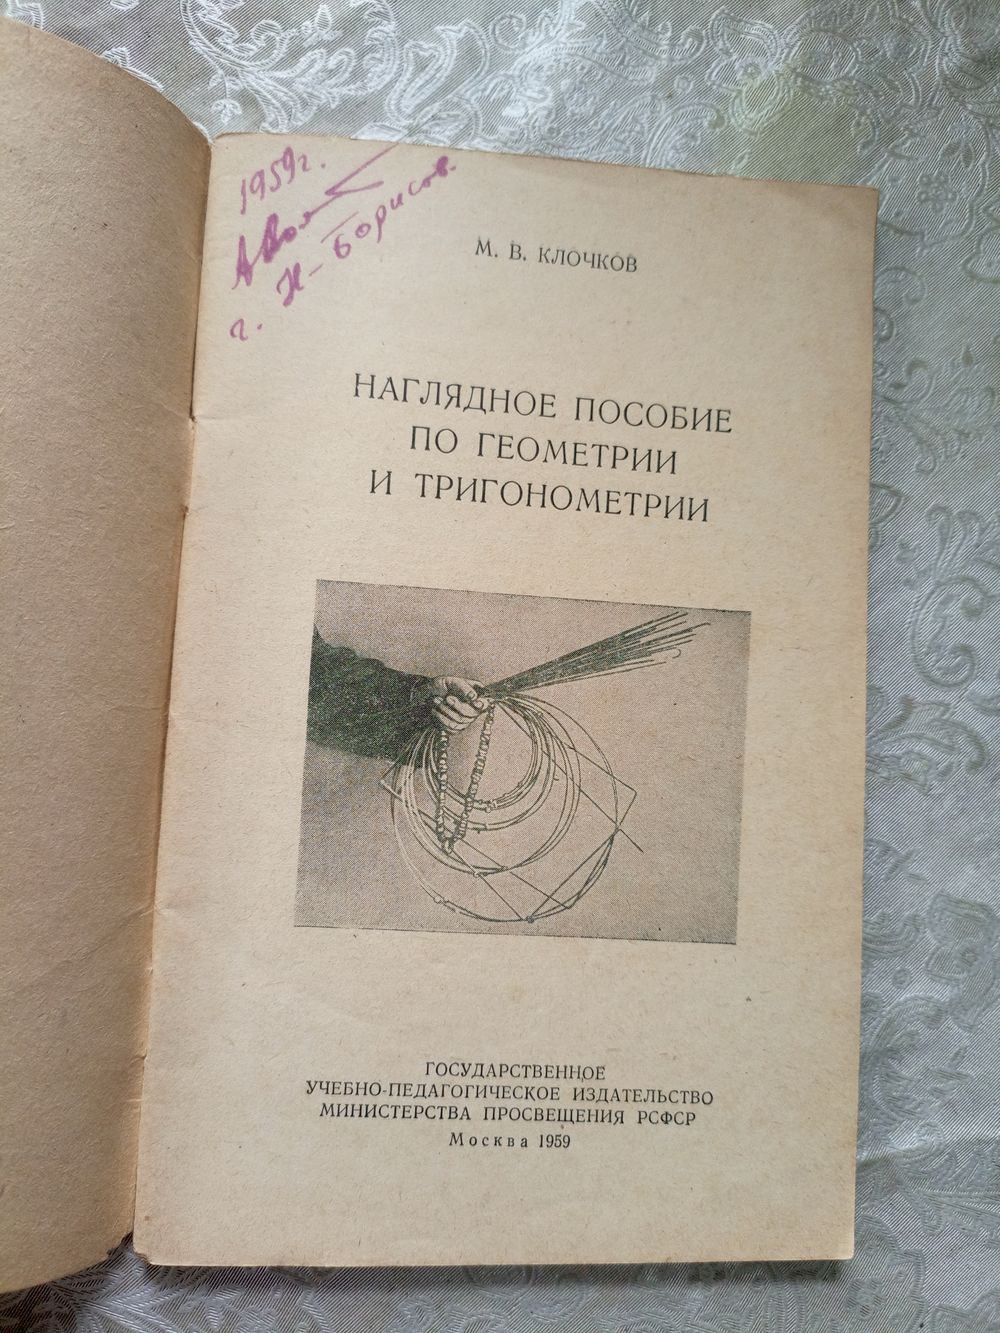 1959г.
г. Н-Борисов.
М. В. КЛОЧКОВ
НАГЛЯДНОЕ ПОСОБИЕ
ПО ГЕОМЕТРИИ
И ТРИГОНОМЕТРИИ
ГОСУДАРСТВЕННОЕ
УЧЕБНО-ПЕДАГОГИЧЕСКОЕ ИЗДАТЕЛЬСТВО
МИНИСТЕРСТВА ПРОСВЕЩЕНИЯ РСФСР
Москва 1959